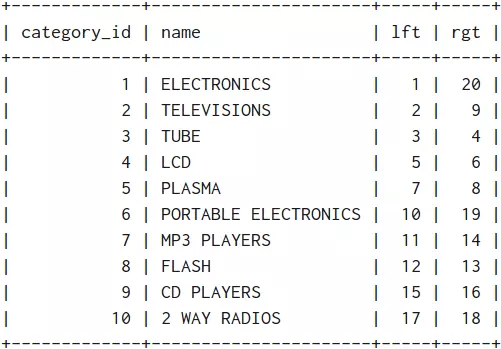 +-------------+----------------------+-----+-----+
| category_id | name                 | lft | rgt |
+-------------+----------------------+-----+-----+
|           1 | ELECTRONICS          |   1 |  20 |
|           2 | TELEVISIONS          |   2 |   9 |
|           3 | TUBE                 |   3 |   4 |
|           4 | LCD                  |   5 |   6 |
|           5 | PLASMA               |   7 |   8 |
|           6 | PORTABLE ELECTRONICS |  10 |  19 |
|           7 | MP3 PLAYERS          |  11 |  14 |
|           8 | FLASH                |  12 |  13 |
|           9 | CD PLAYERS           |  15 |  16 |
|          10 | 2 WAY RADIOS         |  17 |  18 |
+-------------+----------------------+-----+-----+